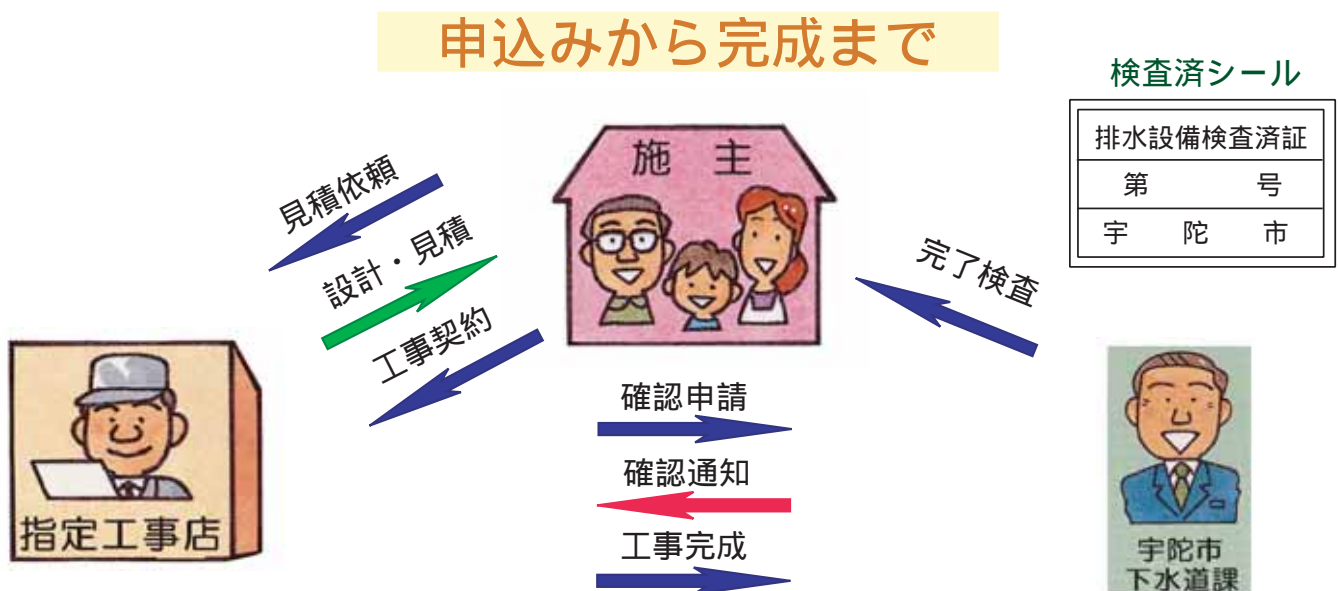 申込みから完成まで
検査済シール
排水設備検査済証
第 号
宇 陀 市
施 主
見積依頼
設計・見積
工事契約
完了検査
確認申請
確認通知
工事完成
指定工事店
宇陀市
下水道課